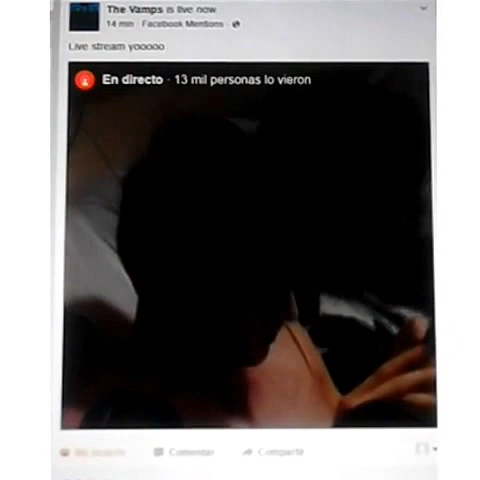 The Vamps is live now.
14 min · Facebook Mentions ·
Live stream yooooo
En directo · 13 mil personas lo vieron
Comentar
Compartir